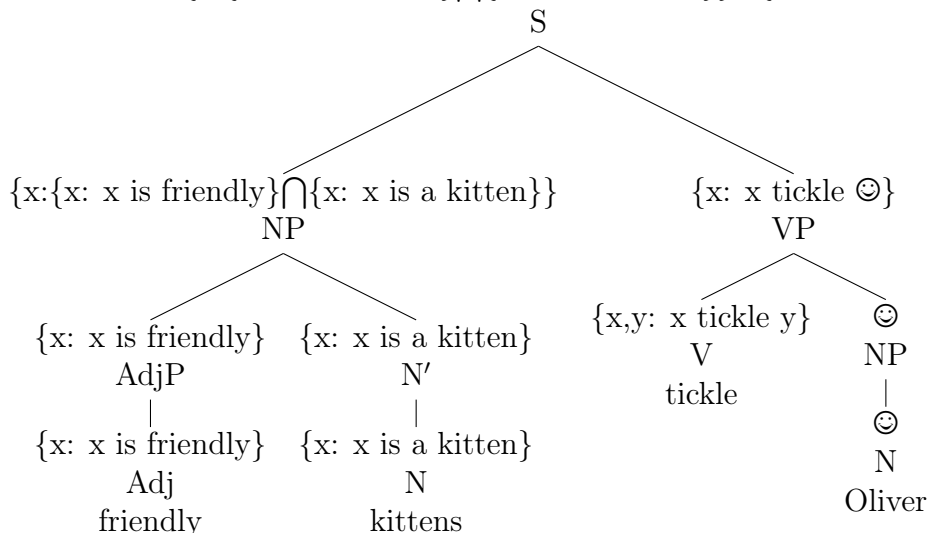 S
{x:{x: x is friendly}⋂{x: x is a kitten}} {x: x tickle ☺}
NP VP
{x: x is friendly} {x: x is a kitten} {x,y: x tickle y} ☺
AdjP N′ V NP
tickle
{x: x is friendly} {x: x is a kitten} ☺
Adj N N
friendly kittens Oliver